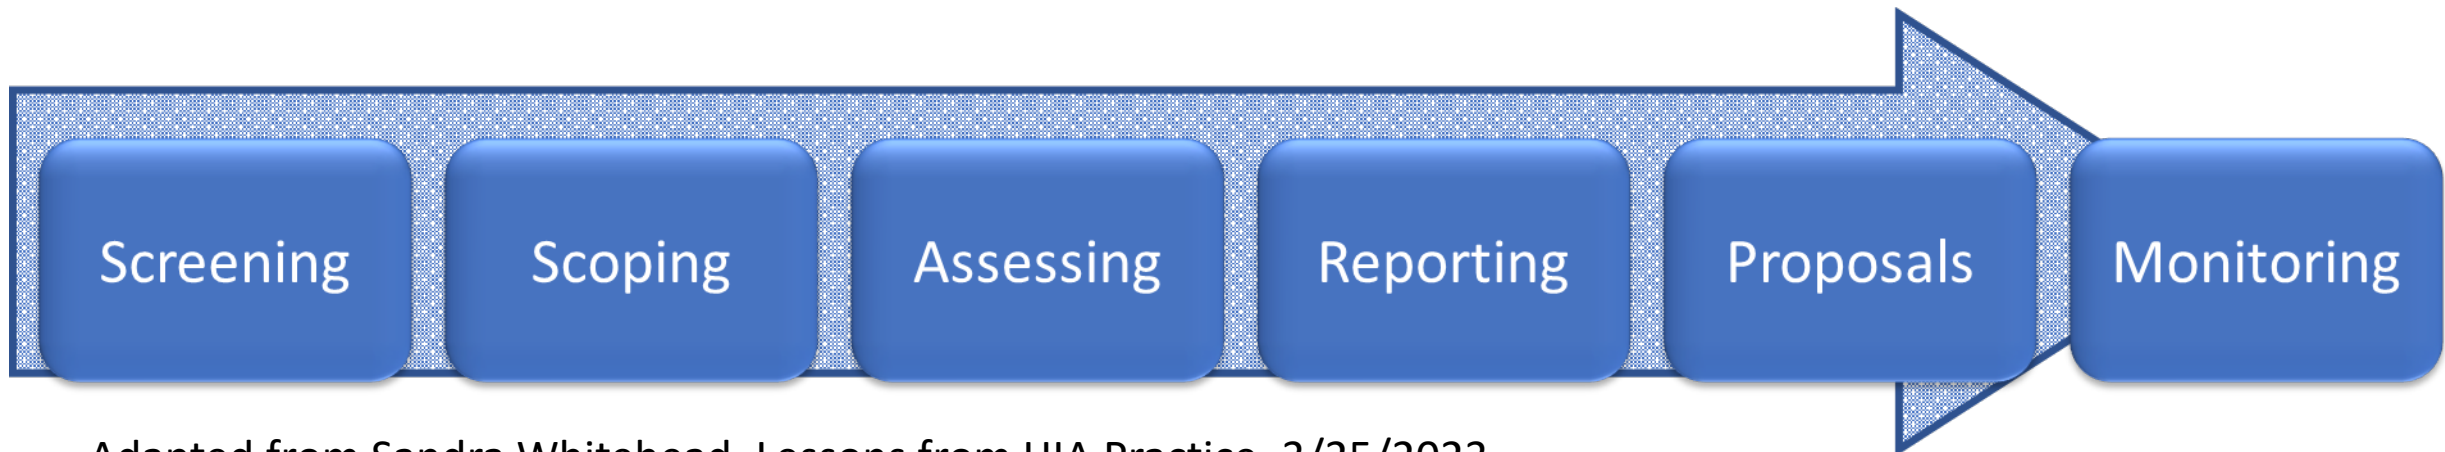 Screening
Scoping
Assessing
Reporting
Proposals
Monitoring
Adapted from Sandra Whitehead, Lessons from HIA Practice,